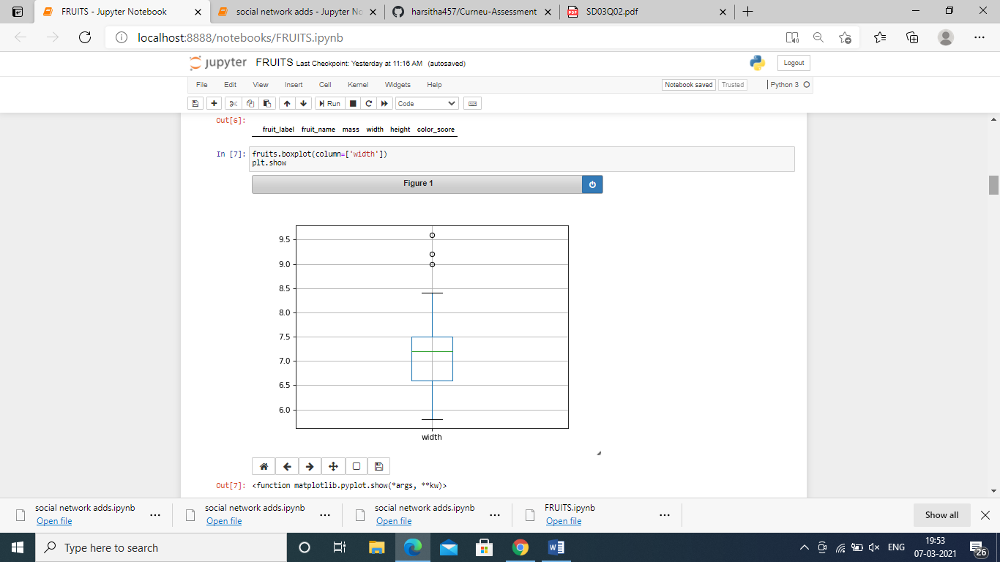 FRUITS - Jupyter Notebook
social network adds - Jupyter No
harsitha457/Curneu-Assessment
PDF
SD03Q02.pdf
localhost:8888/notebooks/FRUITS.ipynb
jupyter FRUITS Last Checkpoint: Yesterday at 11:16 AM (autosaved)
Logout
File Edit View Insert Cell Kernel Widgets Help
Notebook saved Trusted Python 3
Run Code
Out[6]:
fruit_label fruit_name mass width height color_score
In [7]: fruits.boxplot(column=['width'])
plt.show
Figure 1
9.5
9.0
8.5
8.0
7.5
7.0
6.5
6.0
width
Out[7]: <function matplotlib.pyplot.show(*args, **kw)>
social network adds.ipynb
Open file
social network adds.ipynb
Open file
social network adds.ipynb
Open file
FRUITS.ipynb
Open file
Show all
Type here to search
ENG
19:53
07-03-2021
26